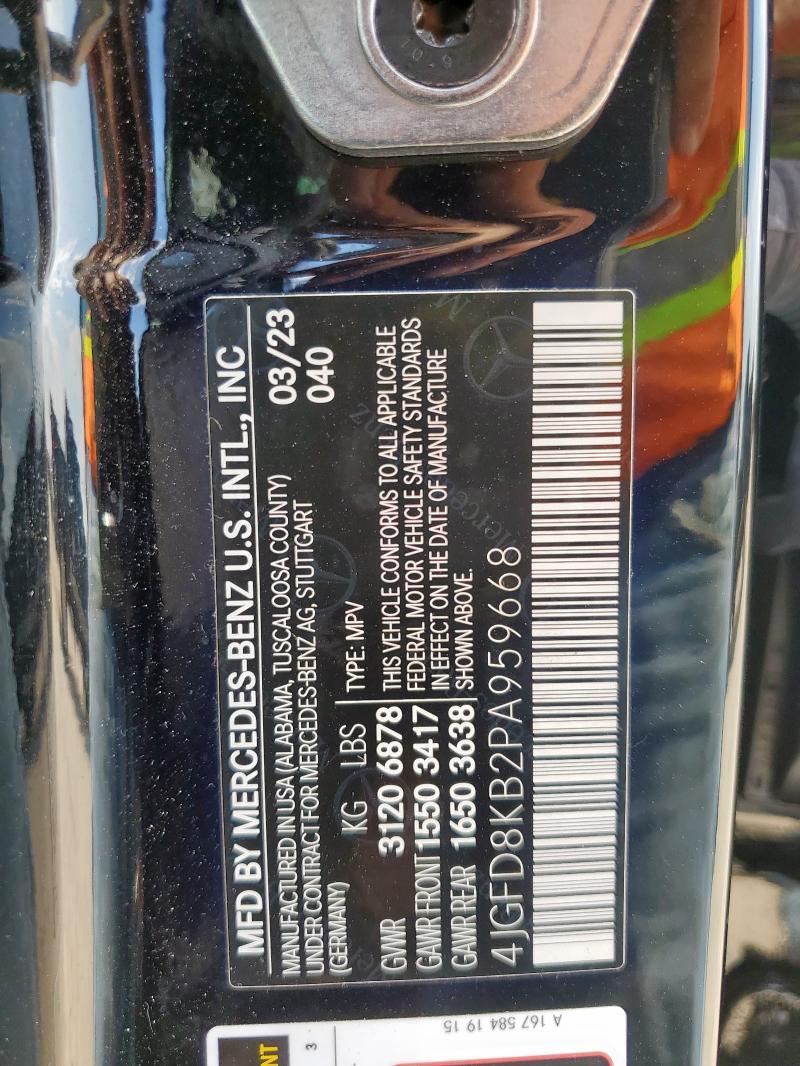 MFD BY MERCEDES-BENZ U.S. INTL., INC
MANUFACTURED IN USA (ALABAMA, TUSCALOOSA COUNTY) 03/23
UNDER CONTRACT FOR MERCEDES-BENZ AG, STUTTGART 040
(GERMANY)
KG LBS TYPE: MPV
GVWR 3120 6878 THIS VEHICLE CONFORMS TO ALL APPLICABLE
GAWR FRONT 1550 3417 FEDERAL MOTOR VEHICLE SAFETY STANDARDS
IN EFFECT ON THE DATE OF MANUFACTURE
GAWR REAR 1650 3638 SHOWN ABOVE.
4JGFD8KB2PA959668
A 167 584 19 15
3